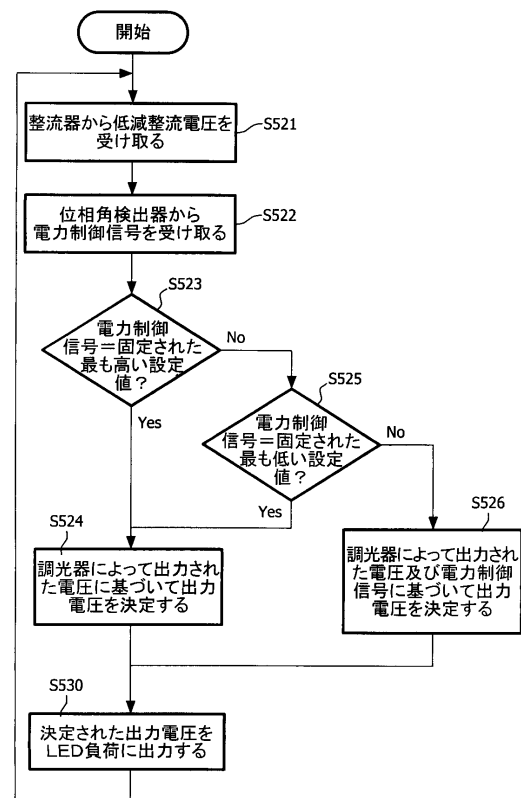 開始
整流器から低減整流電圧を
受け取る
S521
位相角検出器から
電力制御信号を受け取る
S522
S523
電力制御
信号＝固定された
最も高い設定
値？
No
Yes
S525
電力制御
信号＝固定された
最も低い設定
値？
No
Yes
S524
調光器によって出力され
た電圧に基づいて出力
電圧を決定する
S526
調光器によって出力され
た電圧及び電力制御
信号に基づいて出力
電圧を決定する
S530
決定された出力電圧を
LED負荷に出力する